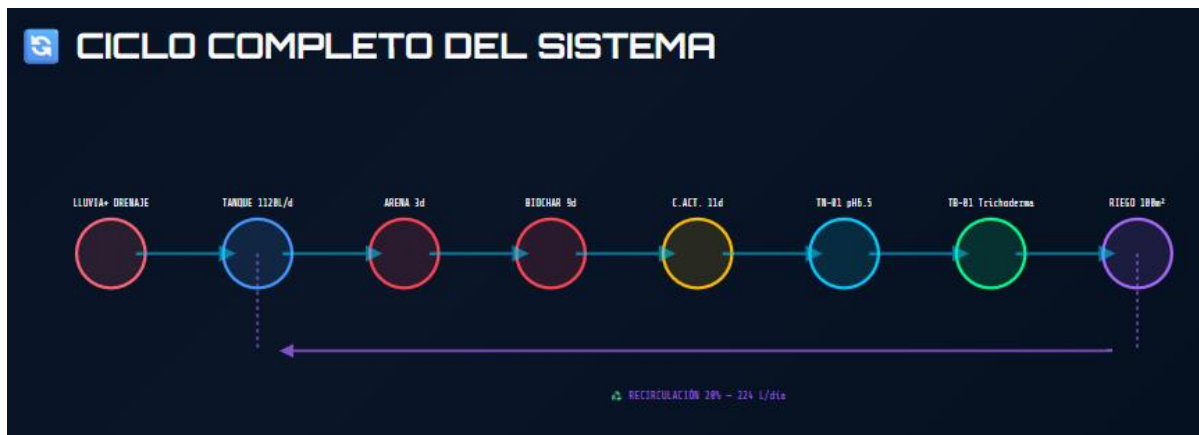 CICLO COMPLETO DEL SISTEMA
LLUVIA+ DRENAJE
TANQUE 1120L/d
ARENA 3d
BIOCHAR 9d
C.ACT. 11d
TN-01 pH6.5
TB-01 Trichoderma
RIEGO 100m²
RECIRCULACIÓN 20% — 224 L/día